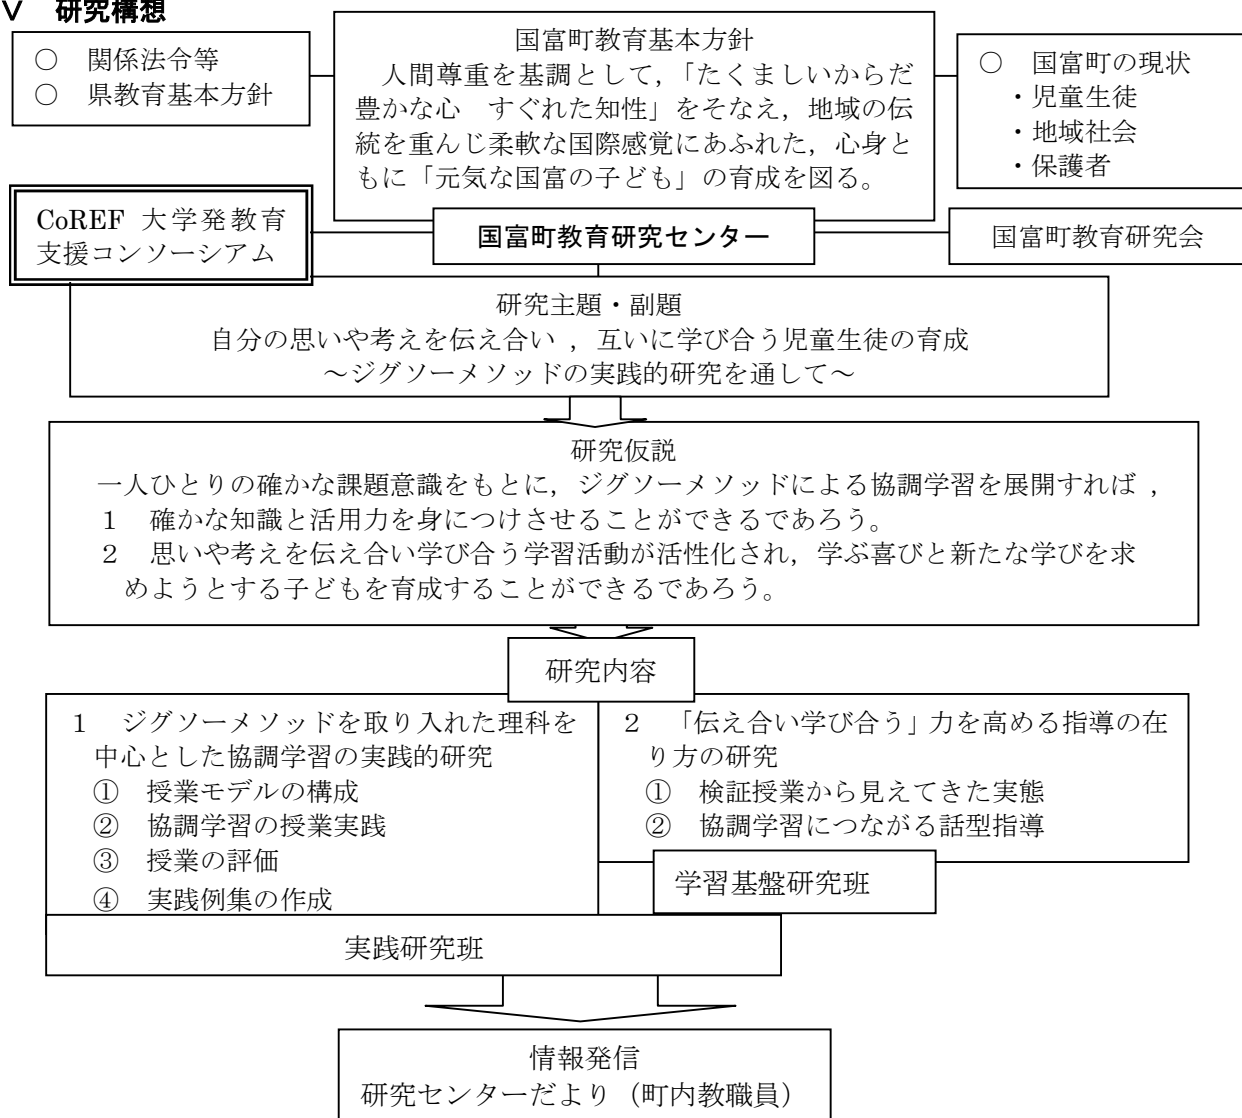 Ⅴ　研究構想
○　関係法令等
○　県教育基本方針
国富町教育基本方針
人間尊重を基調として，「たくましいからだ
豊かな心　すぐれた知性」をそなえ，地域の伝
統を重んじ柔軟な国際感覚にあふれた，心身と
もに「元気な国富の子ども」の育成を図る。
○　国富町の現状
・児童生徒
・地域社会
・保護者
CoREF 大学発教育
支援コンソーシアム
国富町教育研究センター
国富町教育研究会
研究主題・副題
自分の思いや考えを伝え合い ，互いに学び合う児童生徒の育成
～ジグソーメソッドの実践的研究を通して～
研究仮説
一人ひとりの確かな課題意識をもとに，ジグソーメソッドによる協調学習を展開すれば ，
１　確かな知識と活用力を身につけさせることができるであろう。
２　思いや考えを伝え合い学び合う学習活動が活性化され，学ぶ喜びと新たな学びを求
めようとする子どもを育成することができるであろう。
研究内容
１　ジグソーメソッドを取り入れた理科を
中心とした協調学習の実践的研究
①　授業モデルの構成
②　協調学習の授業実践
③　授業の評価
④　実践例集の作成
実践研究班
２　「伝え合い学び合う」力を高める指導の在
り方の研究
①　検証授業から見えてきた実態
②　協調学習につながる話型指導
学習基盤研究班
情報発信
研究センターだより（町内教職員）